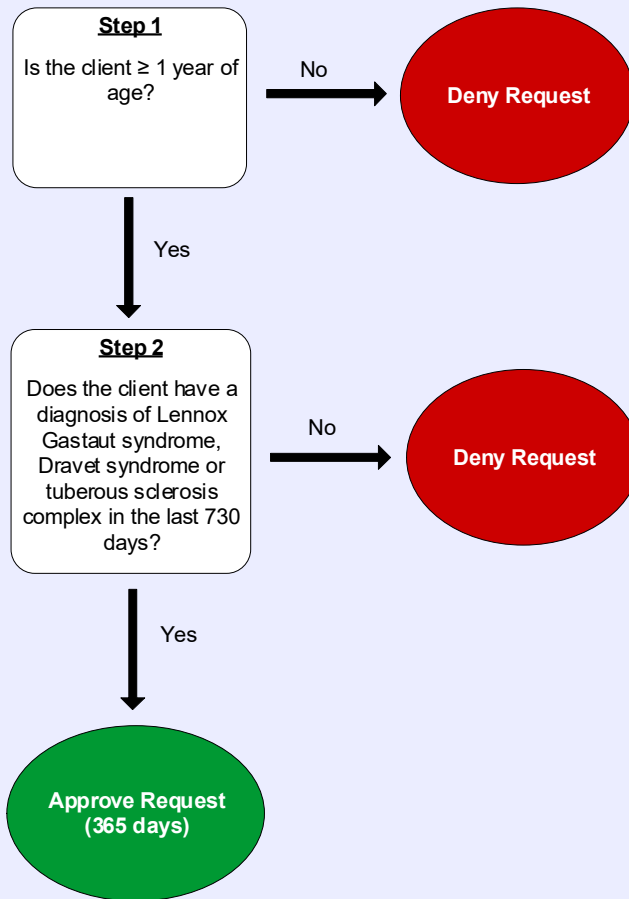 Step 1
Is the client ≥ 1 year of
age?
No
Deny Request
Yes
Step 2
Does the client have a
diagnosis of Lennox
Gastaut syndrome,
Dravet syndrome or
tuberous sclerosis
complex in the last 730
days?
No
Deny Request
Yes
Approve Request
(365 days)